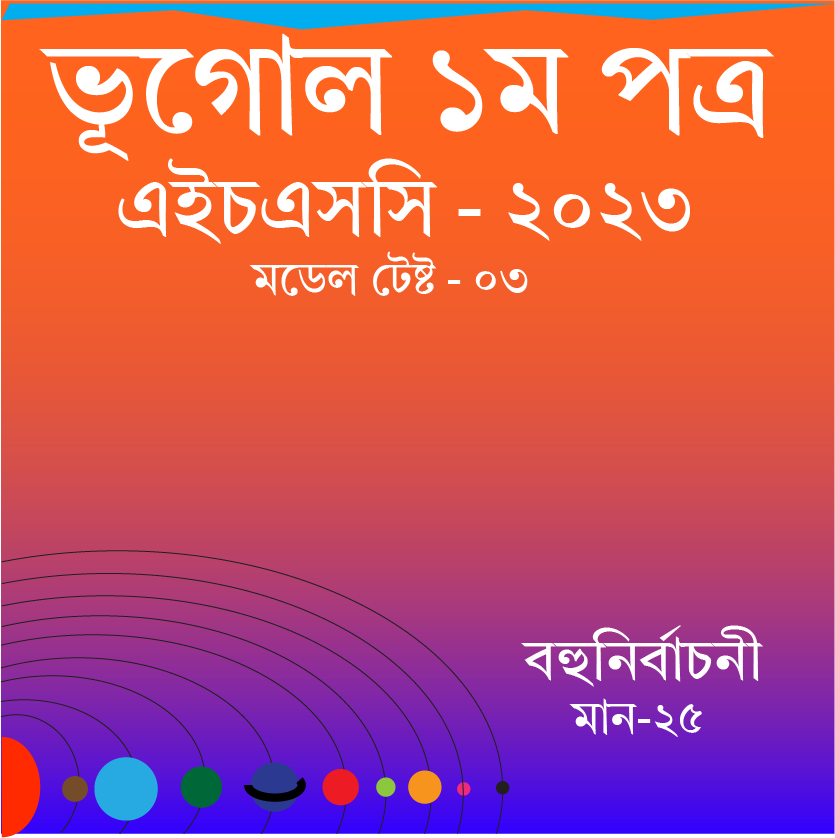 ভূগোল ১ম পত্র
এইচএসসি - ২০২৩
মডেল টেষ্ট - ০৩
বহুনির্বাচনী
মান-২৫